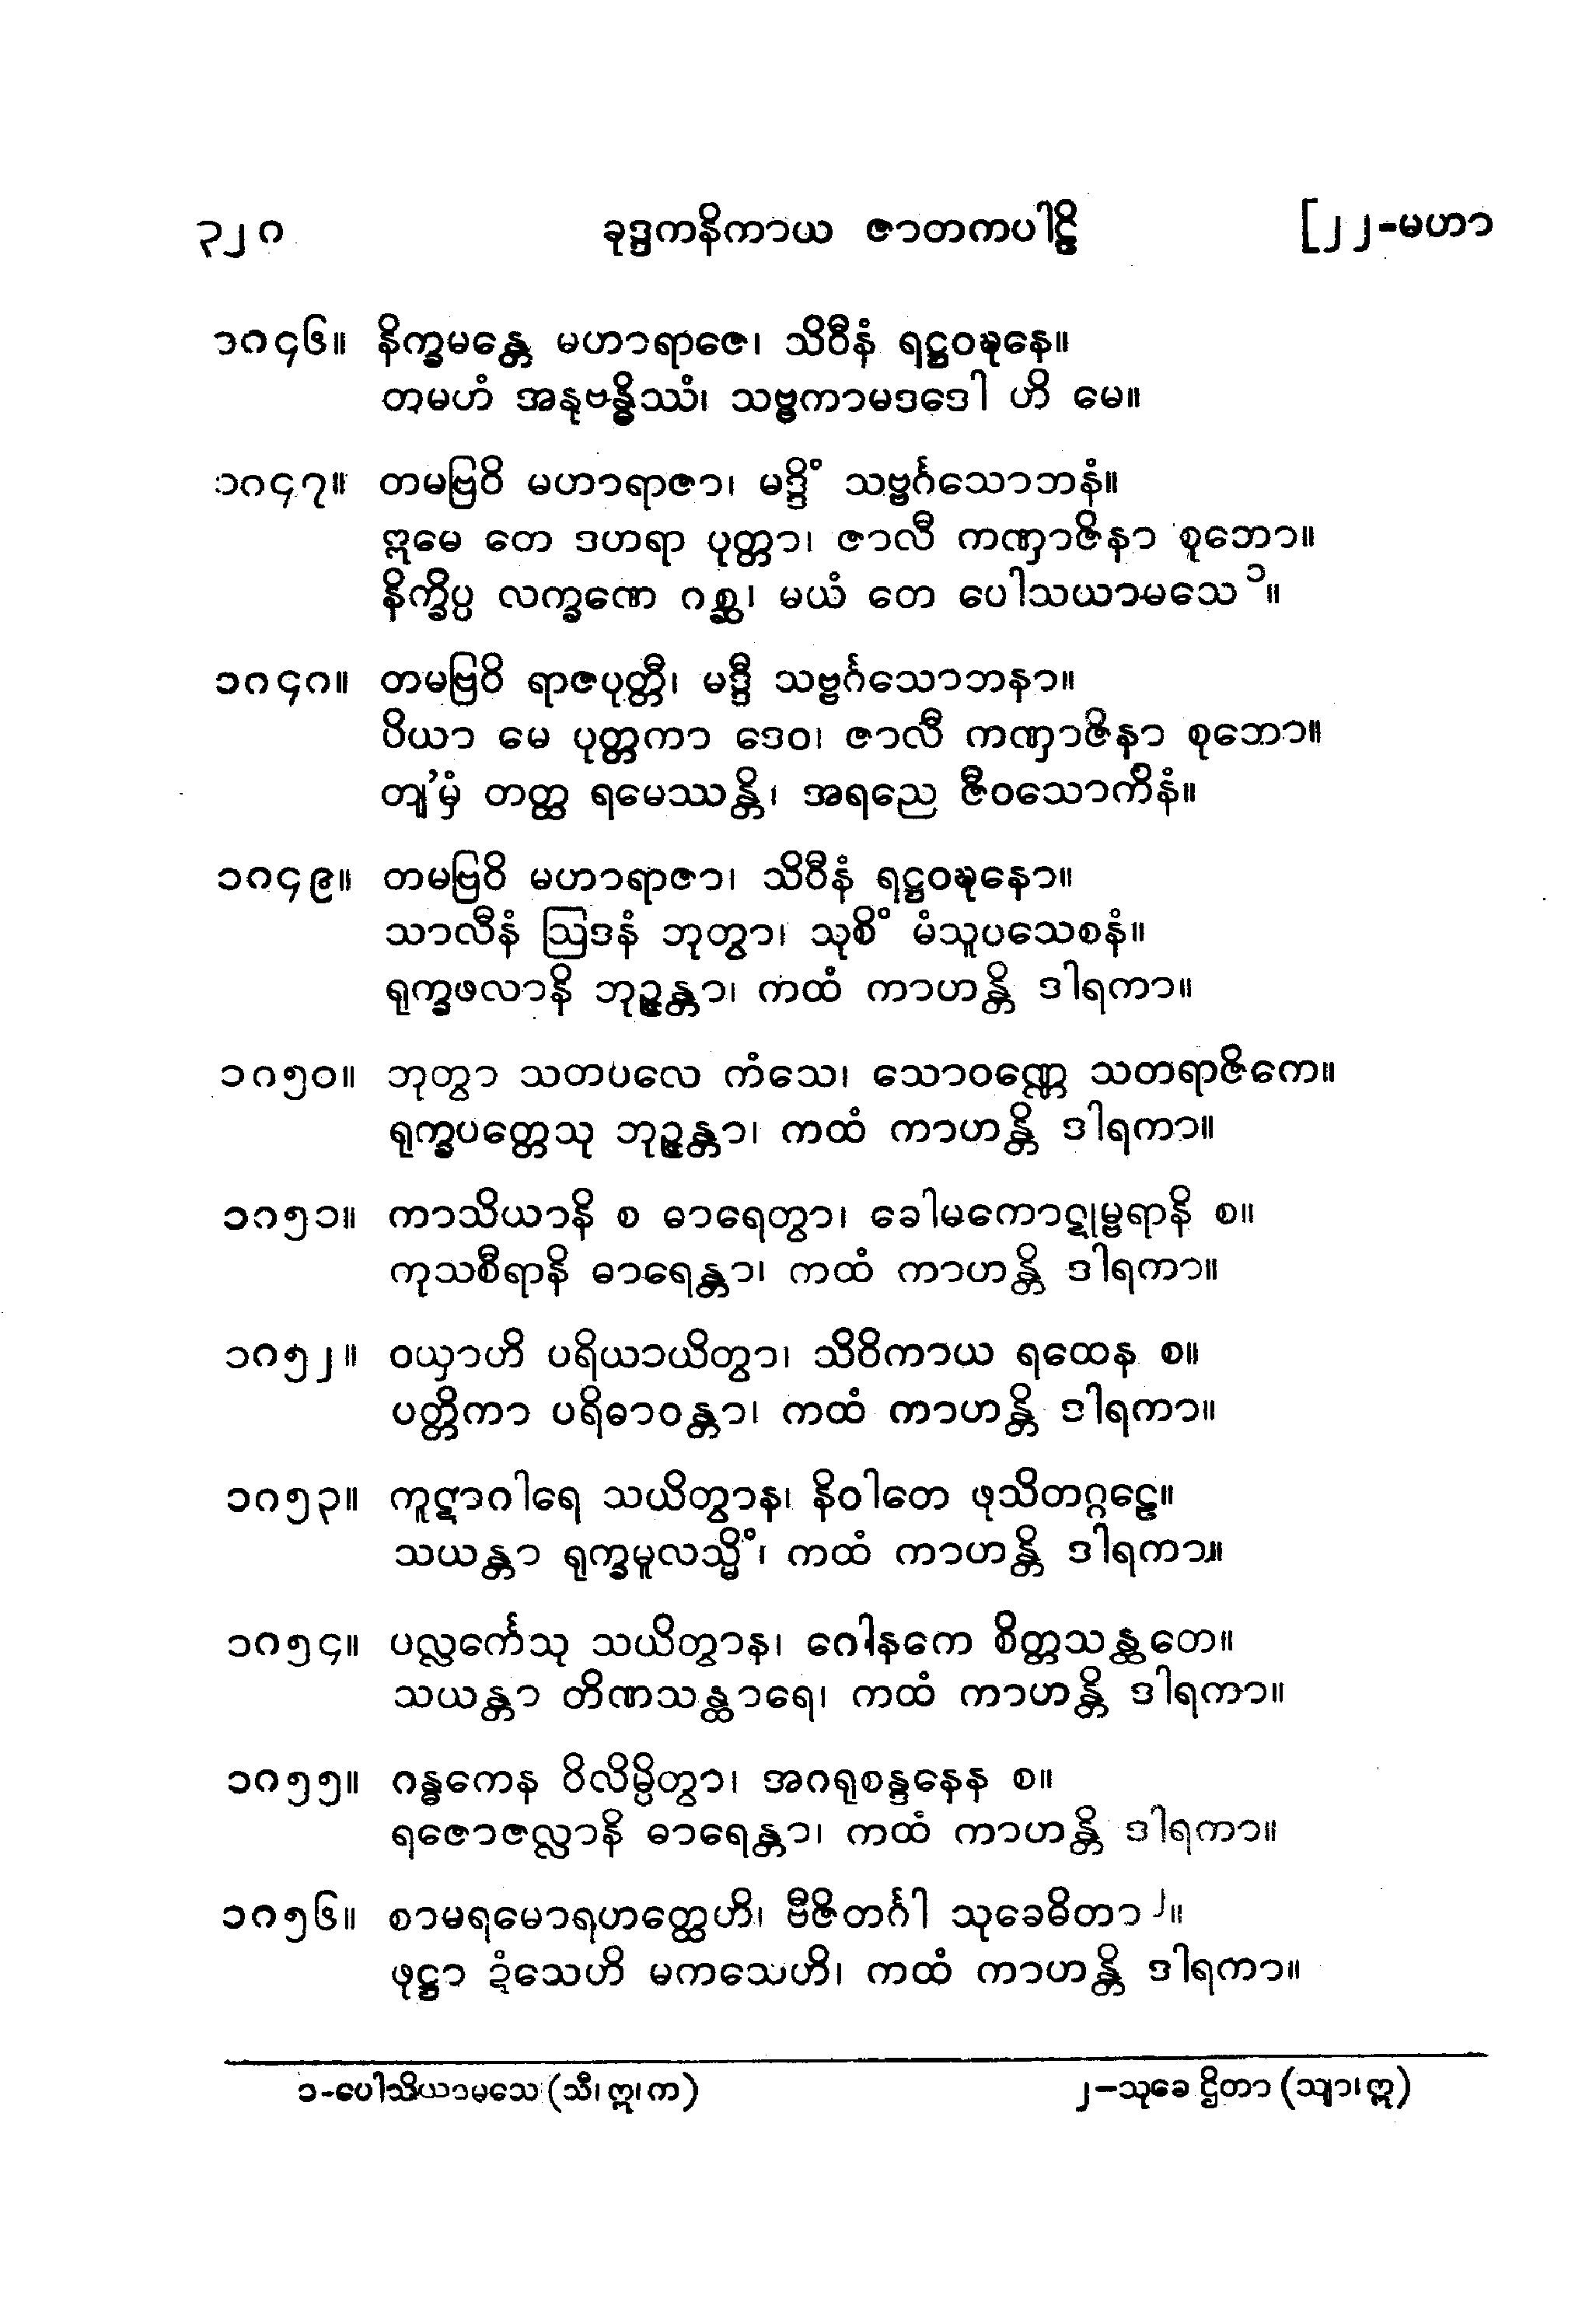 ၃၂၈ ခုဒ္ဒကနိကာယ ဇာတကပါဠိ [၂၂-မဟာ
၁၈၄၆။ နိက္ခမန္တေ မဟာရာဇေ၊ သိဝီနံ ရဋ္ဌဝဍ္ဎနေ။
တမဟံ အနုဗန္ဓိဿံ၊ သဗ္ဗကာမဒဒေါ ဟိ မေ။
၁၈၄၇။ တမဗြဝိ မဟာရာဇာ၊ မဒ္ဒိံ သဗ္ဗင်္ဂသောဘနံ။
ဣမေ တေ ဒဟရာ ပုတ္တာ၊ ဇာလီ ကဏှာဇိနာ စုဘော။
နိက္ခိပ္ပ လက္ခဏေ ဂစ္ဆ၊ မယံ တေ ပေါသယာမသေ ၁။
၁၈၄၈။ တမဗြဝိ ရာဇပုတ္တီ၊ မဒ္ဒီ သဗ္ဗင်္ဂသောဘနာ။
ပိယာ မေ ပုတ္တကာ ဒေဝ၊ ဇာလီ ကဏှာဇိနာ စုဘော။
တျ'မှံ တတ္ထ ရမေဿန္တိ၊ အရညေ ဇီဝသောကိနံ။
၁၈၄၉။ တမဗြဝိ မဟာရာဇာ၊ သိဝီနံ ရဋ္ဌဝဍ္ဎနော။
သာလီနံ ဩဒနံ ဘုတွာ၊ သုစိံ မံသူပသေစနံ။
ရုက္ခဖလာနိ ဘုဉ္ဇန္တာ၊ ကထံ ကာဟန္တိ ဒါရကာ။
၁၈၅၀။ ဘုတွာ သတပလေ ကံသေ၊ သောဝဏ္ဏေ သတရာဇိကေ။
ရုက္ခပတ္တေသု ဘုဉ္ဇန္တာ၊ ကထံ ကာဟန္တိ ဒါရကာ။
၁၈၅၁။ ကာသိယာနိ စ ဓာရေတွာ၊ ခေါမကောဋုမ္ဗရာနိ စ။
ကုသစီရာနိ ဓာရေန္တာ၊ ကထံ ကာဟန္တိ ဒါရကာ။
၁၈၅၂။ ဝယှာဟိ ပရိယာယိတွာ၊ သိဝိကာယ ရထေန စ။
ပတ္တိကာ ပရိဓာဝန္တာ၊ ကထံ ကာဟန္တိ ဒါရကာ။
၁၈၅၃။ ကူဋာဂါရေ သယိတွာန၊ နိဝါတေ ဖုသိတဂ္ဂဠေ။
သယန္တာ ရုက္ခမူလသ္မိံ၊ ကထံ ကာဟန္တိ ဒါရကာ။
၁၈၅၄။ ပလ္လင်္ကေသု သယိတွာန၊ ဂေါနကေ စိတ္တသန္ထတေ။
သယန္တာ တိဏသန္ထာရေ၊ ကထံ ကာဟန္တိ ဒါရကာ။
၁၈၅၅။ ဂန္ဓကေန ဝိလိမ္ပိတွာ၊ အဂရုစန္ဒနေန စ။
ရဇောဇလ္လာနိ ဓာရေန္တာ၊ ကထံ ကာဟန္တိ ဒါရကာ။
၁၈၅၆။ စာမရမောရဟတ္ထေဟိ၊ ဗီဇိတင်္ဂါ သုခေဓိတာ ၂။
ဖုဋ္ဌာ ဍံသေဟိ မကသေဟိ၊ ကထံ ကာဟန္တိ ဒါရကာ။
၁-ပေါသိယာမသေ (သီ၊ ဣ၊ က) ၂-သုခေ ဌိတာ (သျာ၊ ဣ)